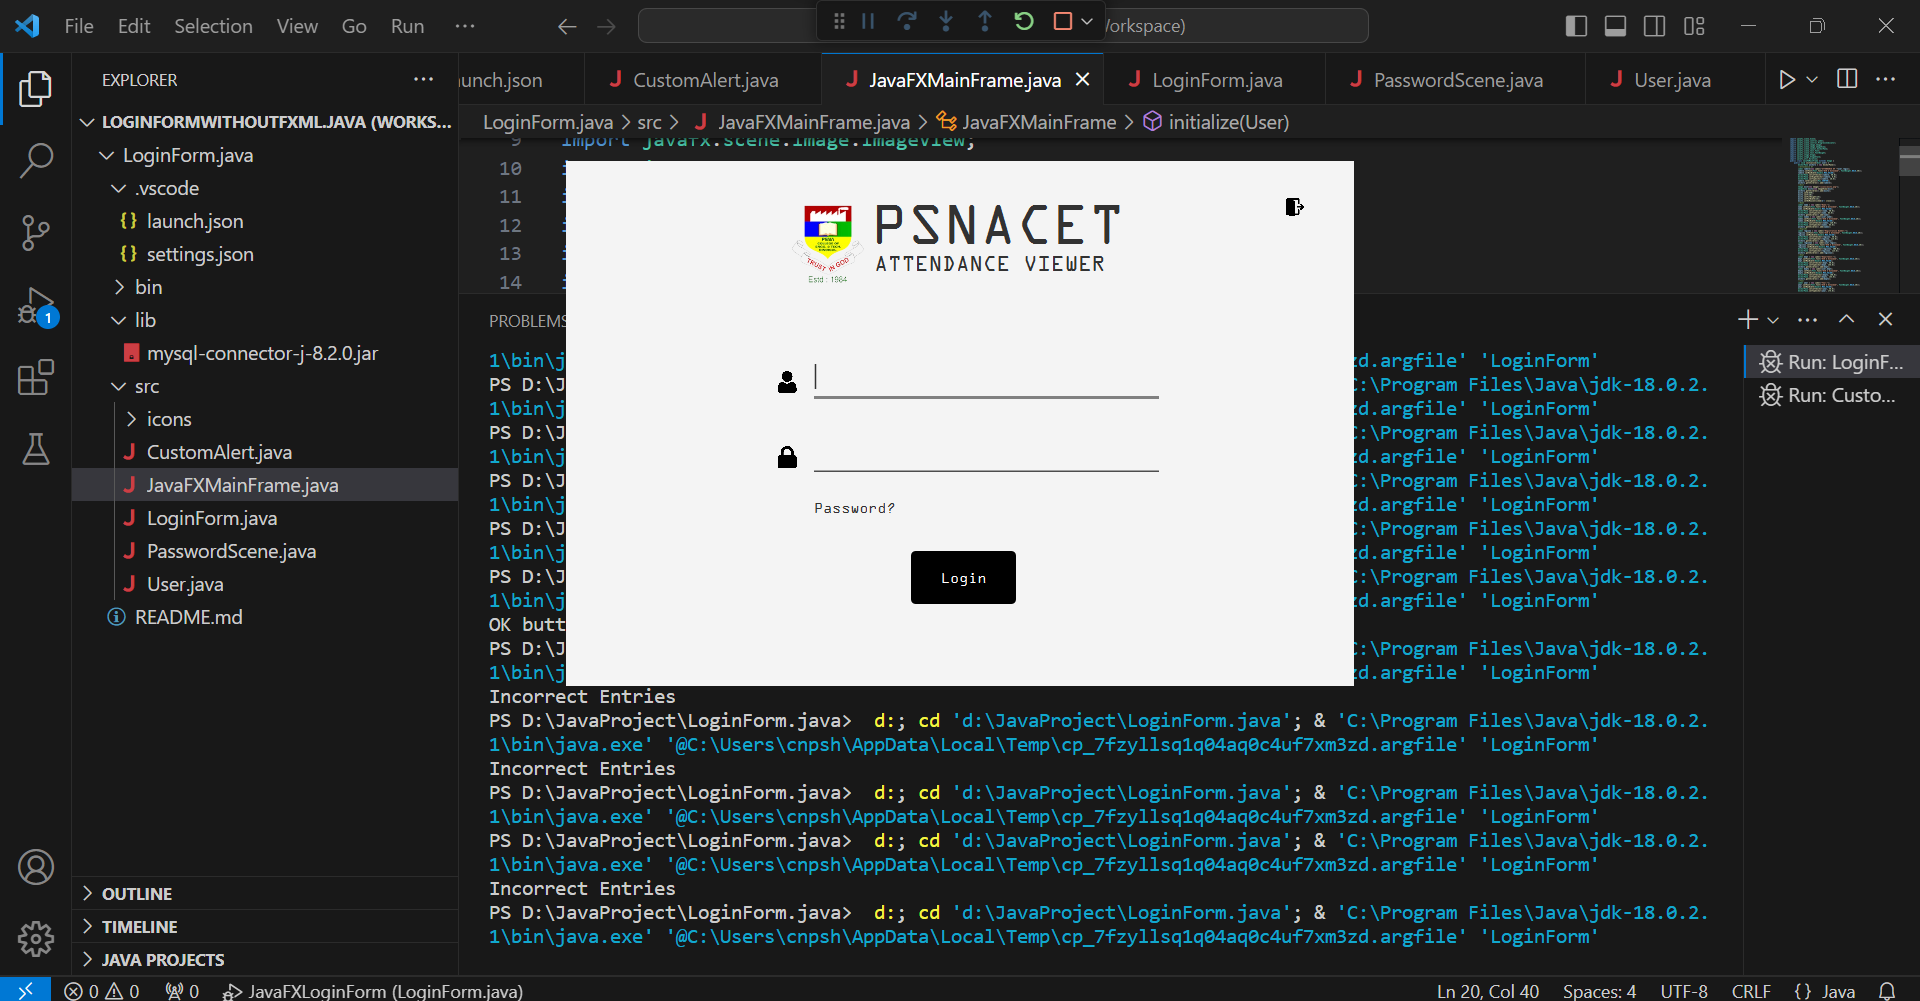 File Edit Selection View Go Run ··· /orkspace)
EXPLORER ···
LOGINFORMWITHOUTFXML.JAVA (WORKS...
LoginForm.java
.vscode
{} launch.json
{} settings.json
bin
lib
mysql-connector-j-8.2.0.jar
src
icons
J CustomAlert.java
J JavaFXMainFrame.java
J LoginForm.java
J PasswordScene.java
J User.java
README.md
OUTLINE
TIMELINE
JAVA PROJECTS
1
unch.json J CustomAlert.java J JavaFXMainFrame.java J LoginForm.java J PasswordScene.java J User.java
LoginForm.java > src > J JavaFXMainFrame.java > JavaFXMainFrame > initialize(User)
9 import javafx.scene.image.ImageView;
10
11
12
13
14
PSNACET
ATTENDANCE VIEWER
TRUST IN GOD
Estd : 1984
Password?
Login
PROBLEMS
Run: LoginF...
Run: Custo...
1\bin\j zd.argfile' 'LoginForm'
PS D:\J C:\Program Files\Java\jdk-18.0.2.
1\bin\j zd.argfile' 'LoginForm'
PS D:\J C:\Program Files\Java\jdk-18.0.2.
1\bin\j zd.argfile' 'LoginForm'
PS D:\J C:\Program Files\Java\jdk-18.0.2.
1\bin\j zd.argfile' 'LoginForm'
PS D:\J C:\Program Files\Java\jdk-18.0.2.
1\bin\j zd.argfile' 'LoginForm'
PS D:\J C:\Program Files\Java\jdk-18.0.2.
1\bin\j zd.argfile' 'LoginForm'
OK butt
PS D:\J C:\Program Files\Java\jdk-18.0.2.
1\bin\j zd.argfile' 'LoginForm'
Incorrect Entries
PS D:\JavaProject\LoginForm.java> d:; cd 'd:\JavaProject\LoginForm.java'; & 'C:\Program Files\Java\jdk-18.0.2.
1\bin\java.exe' '@C:\Users\cnpsh\AppData\Local\Temp\cp_7fzyllsq1q04aq0c4uf7xm3zd.argfile' 'LoginForm'
Incorrect Entries
PS D:\JavaProject\LoginForm.java> d:; cd 'd:\JavaProject\LoginForm.java'; & 'C:\Program Files\Java\jdk-18.0.2.
1\bin\java.exe' '@C:\Users\cnpsh\AppData\Local\Temp\cp_7fzyllsq1q04aq0c4uf7xm3zd.argfile' 'LoginForm'
PS D:\JavaProject\LoginForm.java> d:; cd 'd:\JavaProject\LoginForm.java'; & 'C:\Program Files\Java\jdk-18.0.2.
1\bin\java.exe' '@C:\Users\cnpsh\AppData\Local\Temp\cp_7fzyllsq1q04aq0c4uf7xm3zd.argfile' 'LoginForm'
Incorrect Entries
PS D:\JavaProject\LoginForm.java> d:; cd 'd:\JavaProject\LoginForm.java'; & 'C:\Program Files\Java\jdk-18.0.2.
1\bin\java.exe' '@C:\Users\cnpsh\AppData\Local\Temp\cp_7fzyllsq1q04aq0c4uf7xm3zd.argfile' 'LoginForm'
0 0 0 JavaFXLoginForm (LoginForm.java) Ln 20, Col 40 Spaces: 4 UTF-8 CRLF {} Java